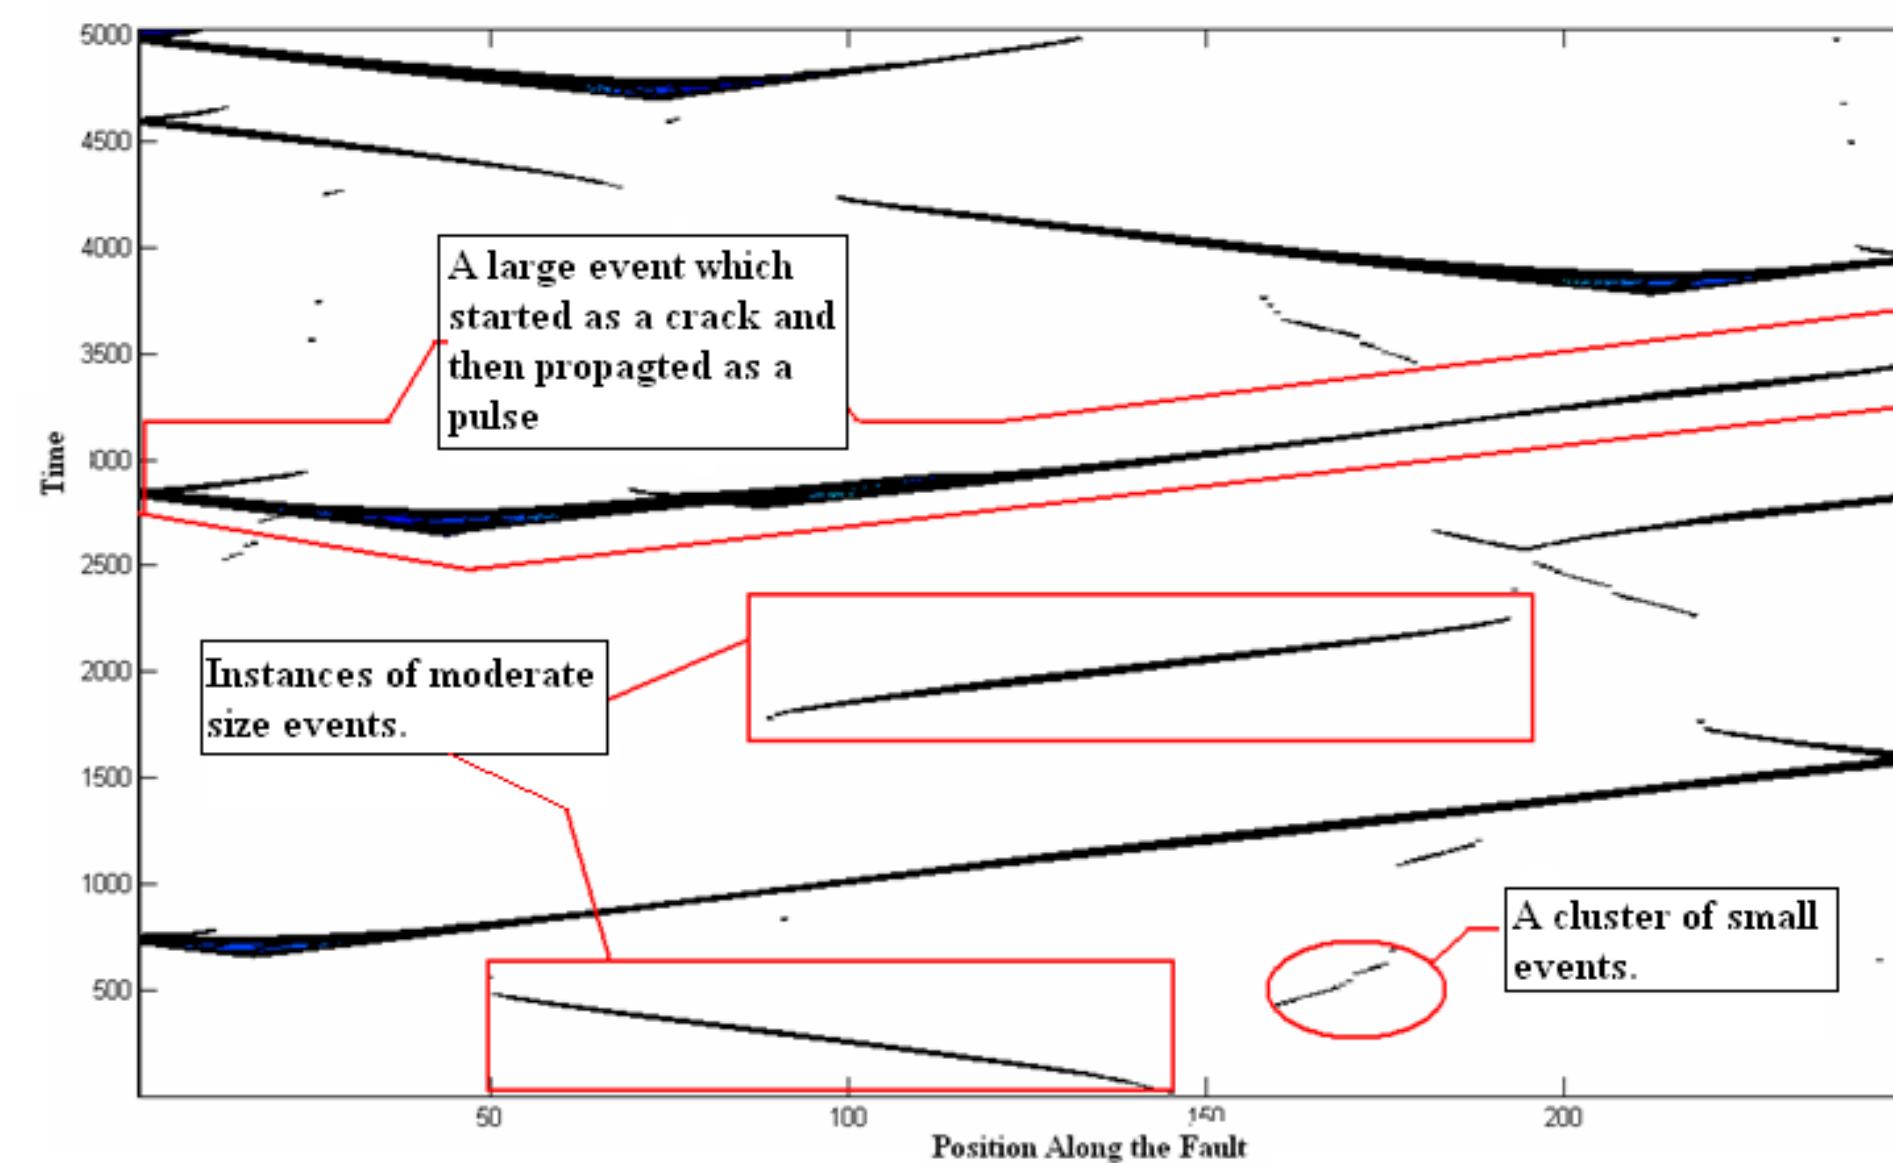 5000
4500
4000
A large event which
started as a crack and
then propagted as a
pulse
3500
Time
2500
Instances of moderate
size events.
2000
1500
1000
A cluster of small
events.
500
50 100 150 200
Position Along the Fault